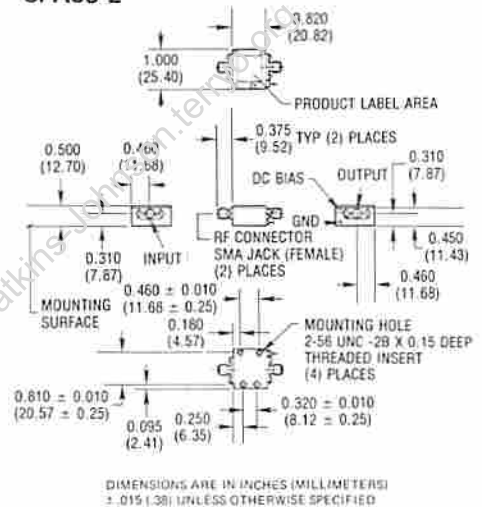 0.820
(20.82)
1.000
(25.40)
PRODUCT LABEL AREA
0.375
(9.52)
TYP (2) PLACES
0.500
(12.70)
0.460
(11.68)
DC BIAS
OUTPUT
0.310
(7.87)
GND
0.310
(7.87)
INPUT
RF CONNECTOR
SMA JACK (FEMALE)
(2) PLACES
0.450
(11.43)
0.460
(11.68)
MOUNTING
SURFACE
0.460 ± 0.010
(11.68 ± 0.25)
0.180
(4.57)
MOUNTING HOLE
2-56 UNC -2B X 0.15 DEEP
THREADED INSERT
(4) PLACES
0.810 ± 0.010
(20.57 ± 0.25)
0.095
(2.41)
0.250
(6.35)
0.320 ± 0.010
(8.12 ± 0.25)
DIMENSIONS ARE IN INCHES (MILLIMETERS)
± .015 (.38) UNLESS OTHERWISE SPECIFIED